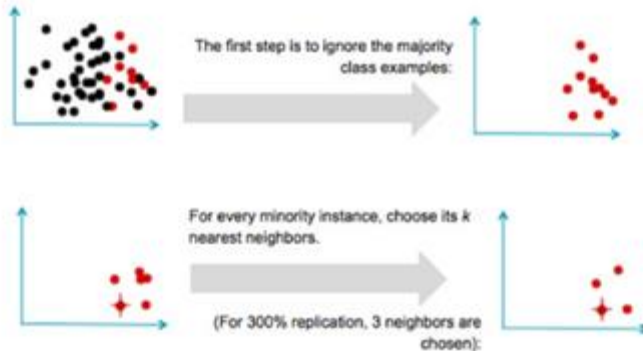 The first step is to ignore the majority
class examples:
For every minority instance, choose its k
nearest neighbors.
(For 300% replication, 3 neighbors are
chosen):